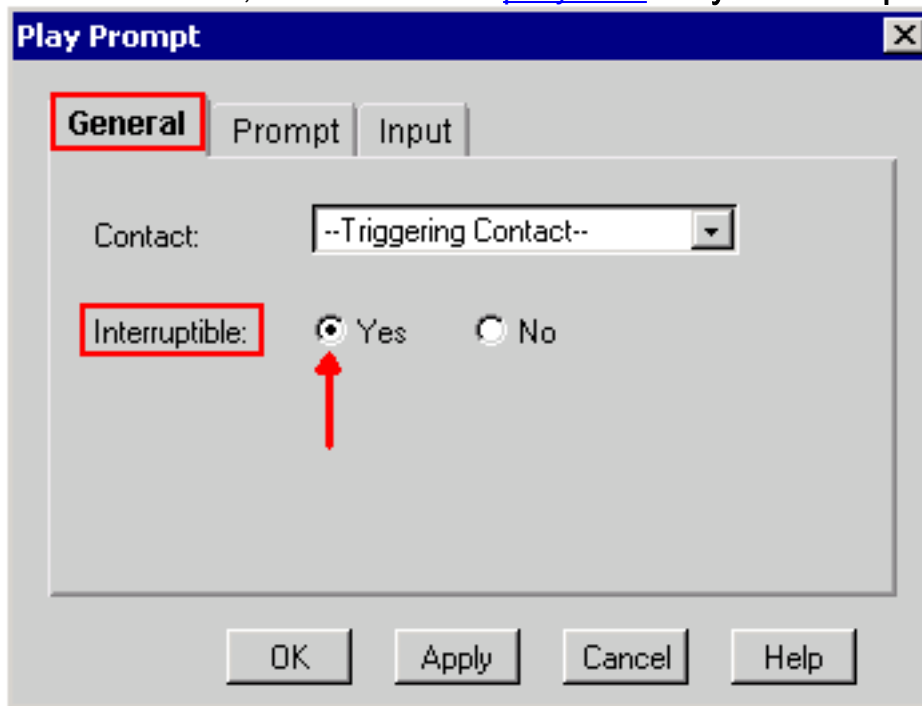 Play Prompt
General Prompt Input
Contact: --Triggering Contact--
Interruptible: Yes No
OK Apply Cancel Help